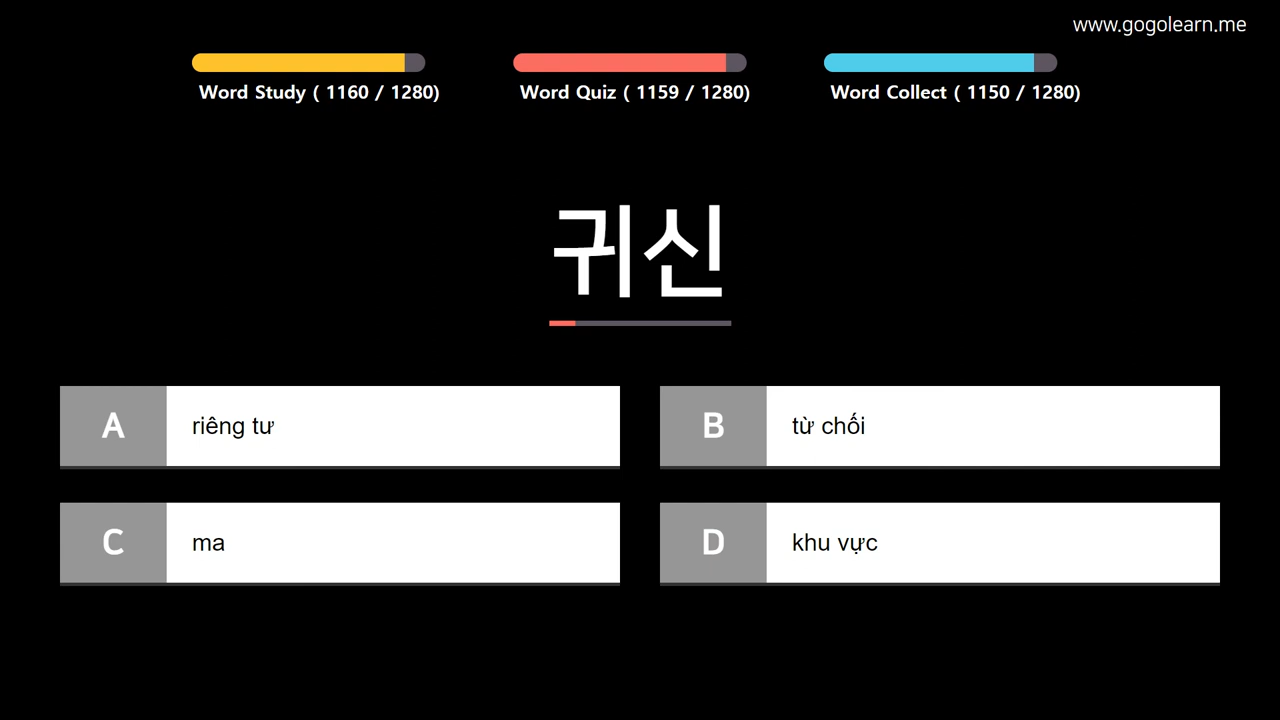 www.gogolearn.me
Word Study ( 1160 / 1280)
Word Quiz ( 1159 / 1280)
Word Collect ( 1150 / 1280)
귀신
A riêng tư
B từ chối
C ma
D khu vực